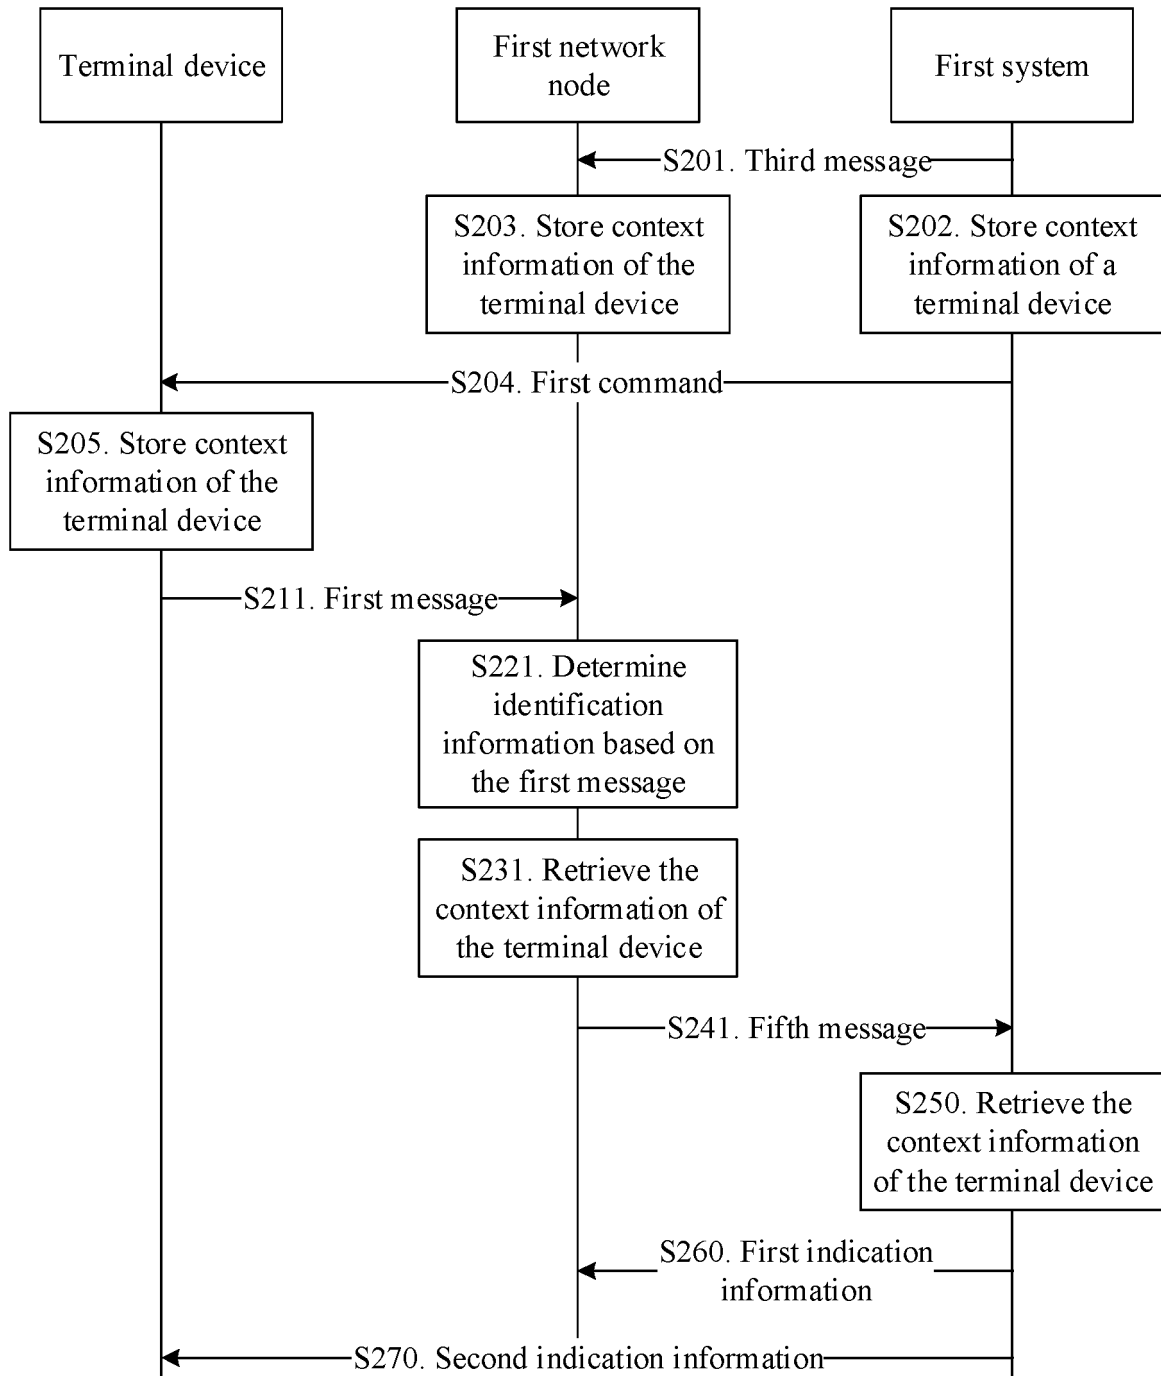 Terminal device
First network
node
First system
S201. Third message
S203. Store context
information of the
terminal device
S202. Store context
information of a
terminal device
S204. First command
S205. Store context
information of the
terminal device
S211. First message
S221. Determine
identification
information based on
the first message
S231. Retrieve the
context information of
the terminal device
S241. Fifth message
S250. Retrieve the
context information
of the terminal device
S260. First indication
information
S270. Second indication information